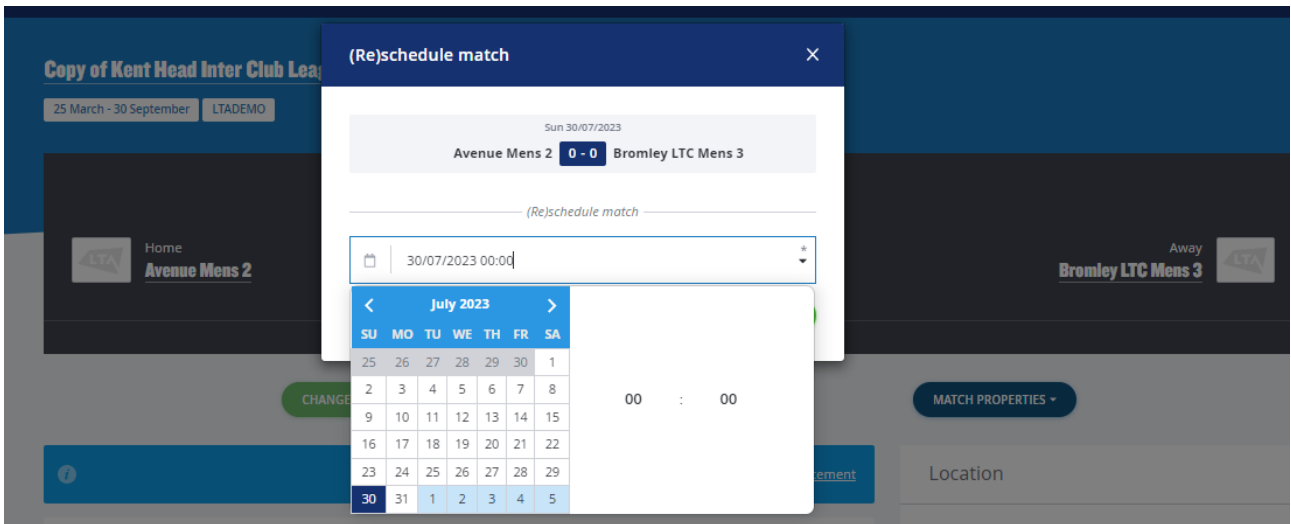 (Re)schedule match
Copy of Kent Head Inter Club Lea
25 March - 30 September LTADEMO
Sun 30/07/2023
Avenue Mens 2 0 - 0 Bromley LTC Mens 3
(Re)schedule match
30/07/2023 00:00 *
Home
LTA Avenue Mens 2
Away
Bromley LTC Mens 3 LTA
July 2023
SU MO TU WE TH FR SA
25 26 27 28 29 30 1
2 3 4 5 6 7 8
9 10 11 12 13 14 15
16 17 18 19 20 21 22
23 24 25 26 27 28 29
30 31 1 2 3 4 5
00 : 00
CHANGE
MATCH PROPERTIES
cement
Location